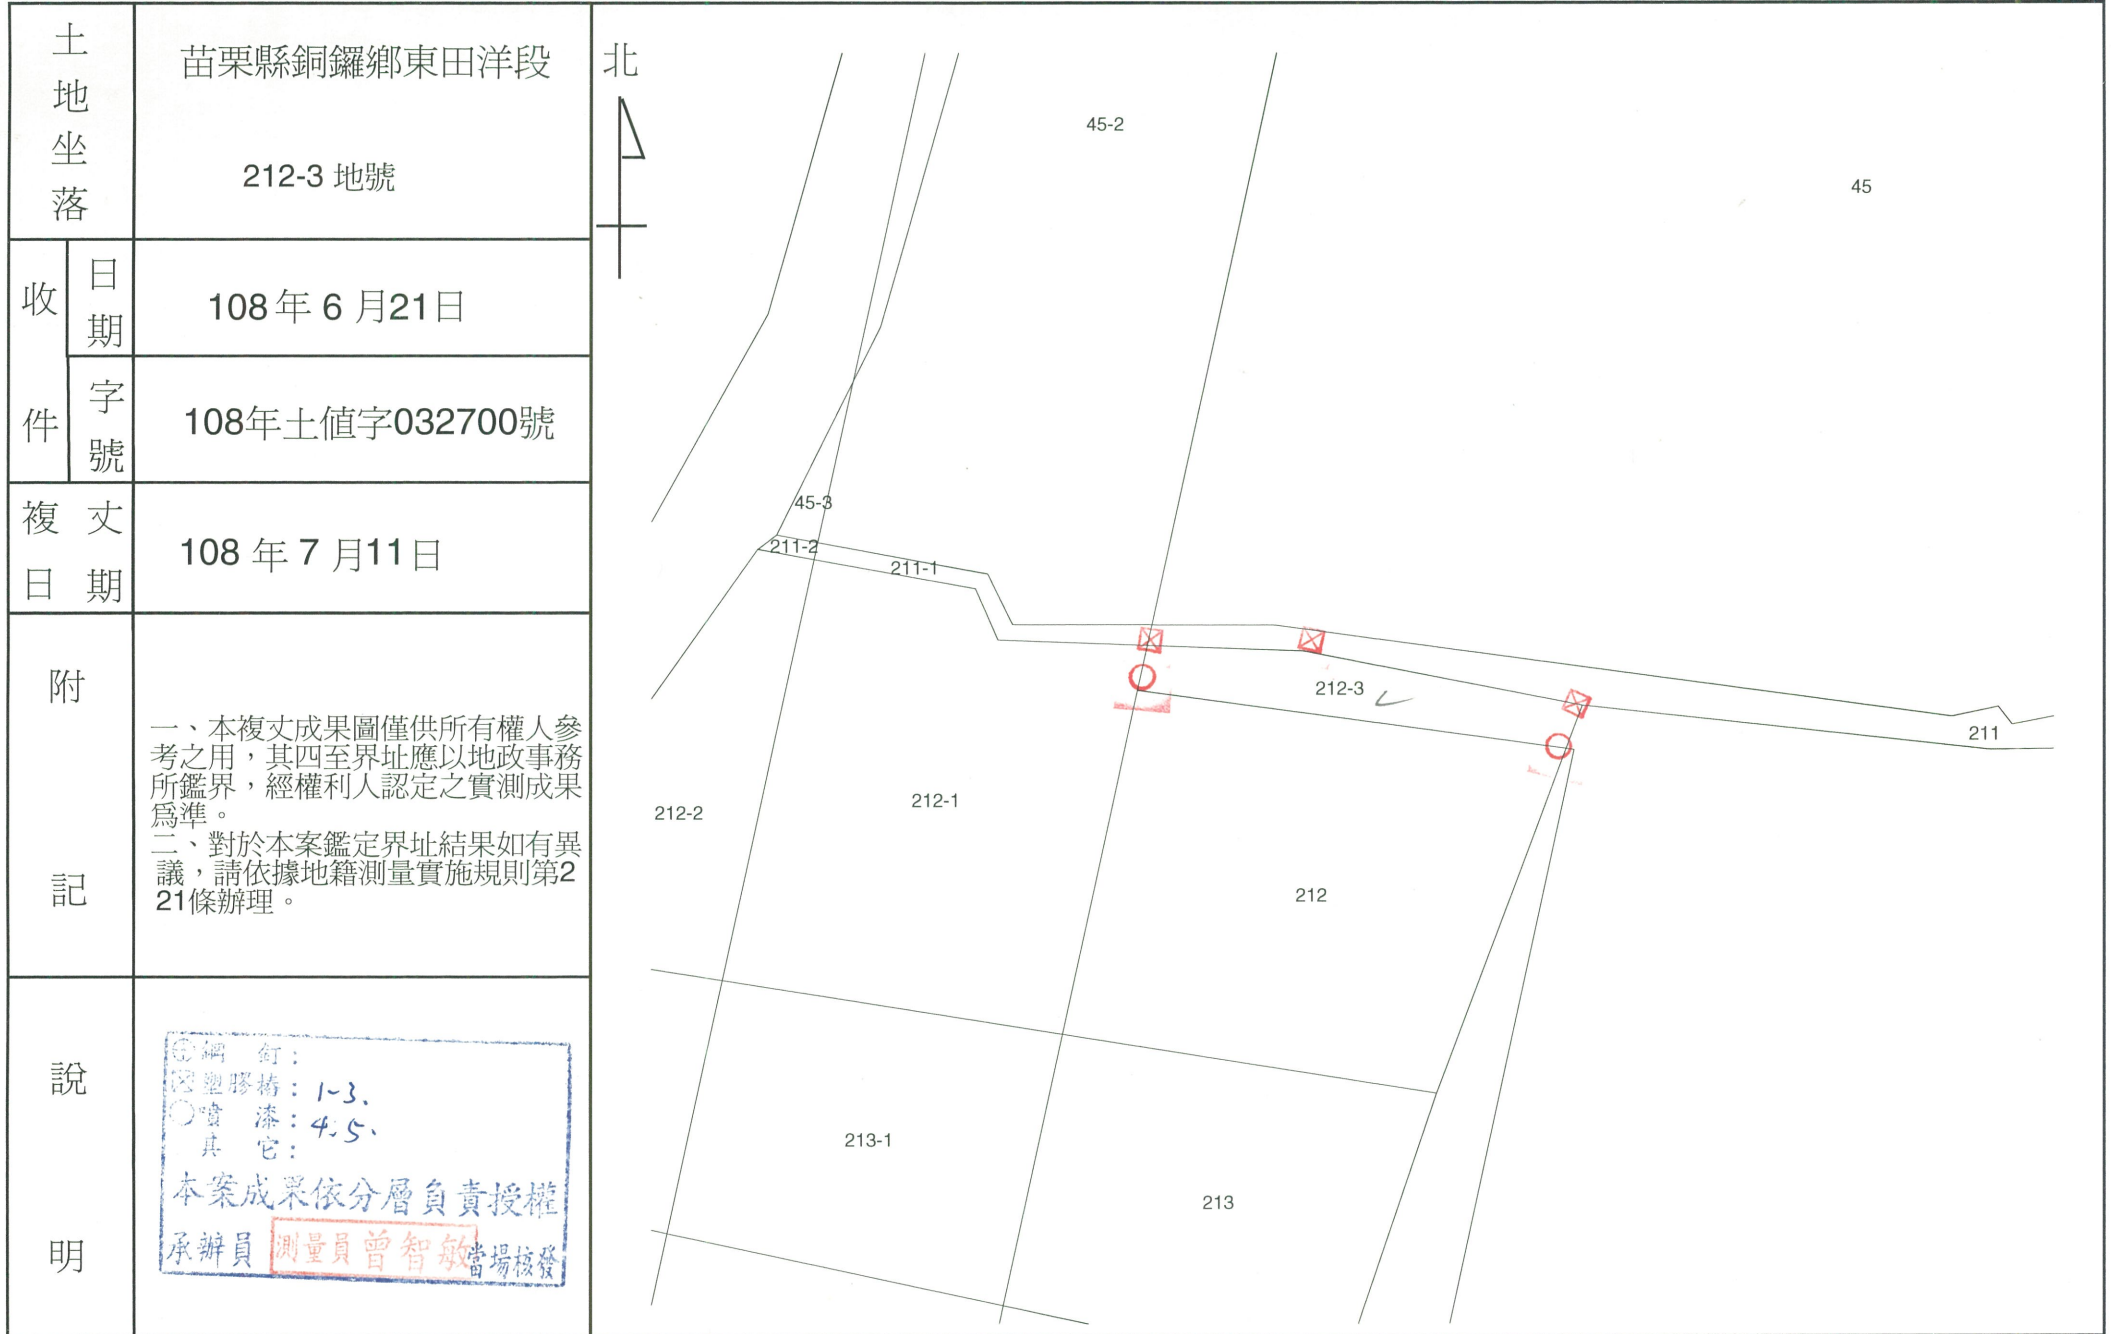 土地坐落
苗栗縣銅鑼鄉東田洋段
212-3 地號
收件
日期
108年 6 月21日
字號
108年土値字032700號
複丈
日期
108 年 7 月11日
附記
一、本複丈成果圖僅供所有權人參
考之用，其四至界址應以地政事務
所鑑界，經權利人認定之實測成果
爲準。
二、對於本案鑑定界址結果如有異
議，請依據地籍測量實施規則第2
21條辦理。
說明
鋼 釘：
塑膠樁：1~3.
噴 漆：4.5.
其 它：
本案成果依分層負責授權
承辦員 測量員曾智敏 當場核發
北
45-2
45
45-3
211-2
211-1
212-3
211
212-2
212-1
212
213-1
213